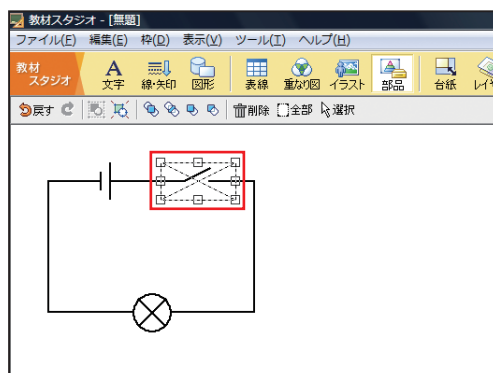 教材スタジオ - [無題]
ファイル(F) 編集(E) 枠(D) 表示(V) ツール(T) ヘルプ(H)
教材
スタジオ
文字 線・矢印 図形 表線 重なり図 イラスト 部品 台紙
戻す 削除 全部 選択